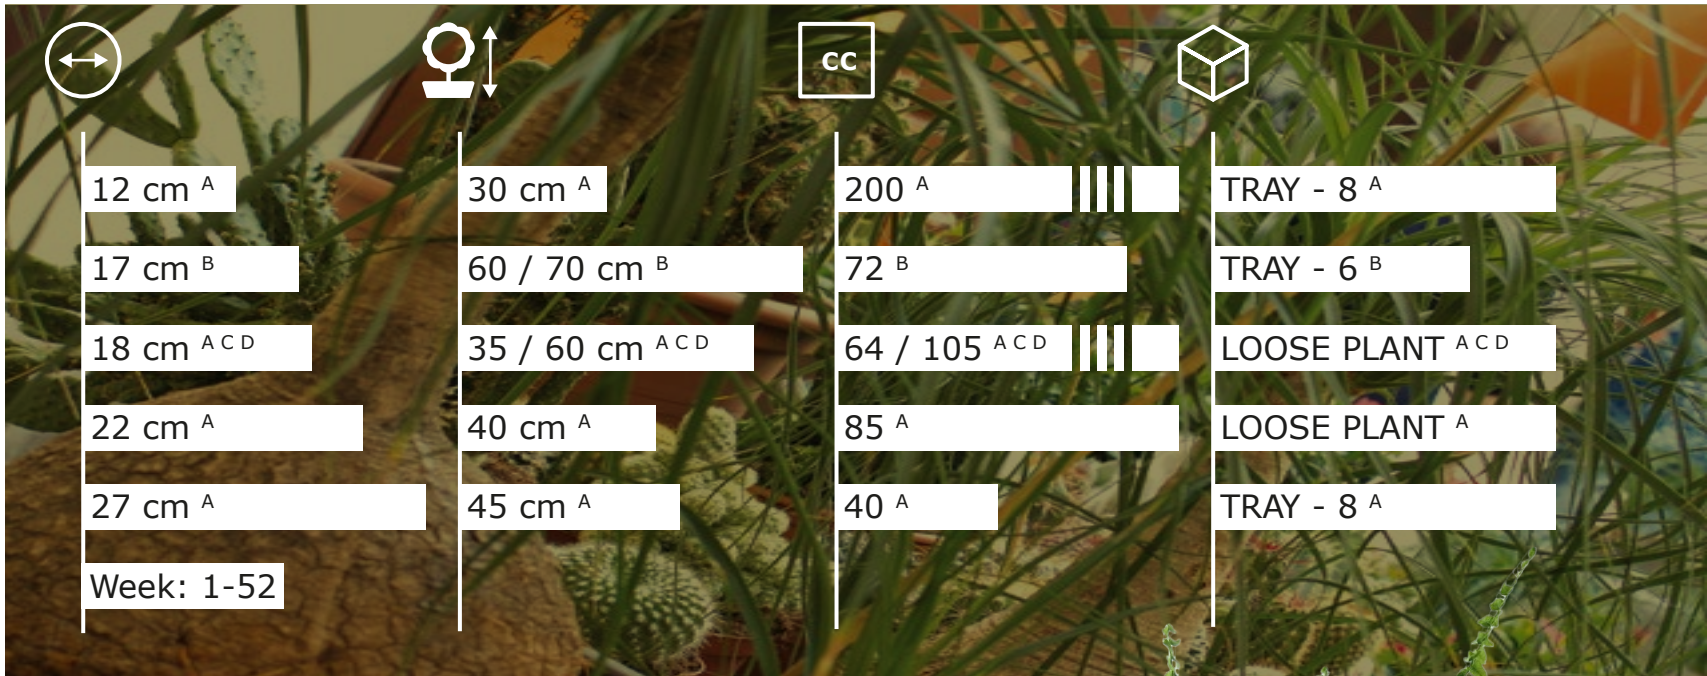 cc
12 cm A 30 cm A 200 A TRAY - 8 A
17 cm B 60 / 70 cm B 72 B TRAY - 6 B
18 cm A C D 35 / 60 cm A C D 64 / 105 A C D LOOSE PLANT A C D
22 cm A 40 cm A 85 A LOOSE PLANT A
27 cm A 45 cm A 40 A TRAY - 8 A
Week: 1-52